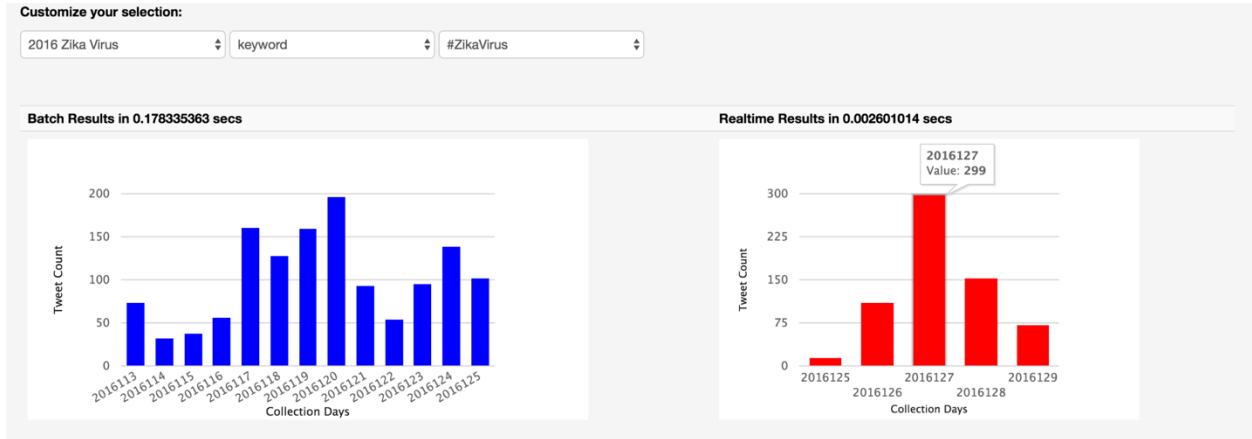 Customize your selection:
2016 Zika Virus
keyword
#ZikaVirus
Batch Results in 0.178335363 secs
200
150
100
50
0
Tweet Count
2016113
2016114
2016115
2016116
2016117
2016118
2016119
2016120
2016121
2016122
2016123
2016124
2016125
Collection Days
Realtime Results in 0.002601014 secs
2016127
Value: 299
300
225
150
75
0
Tweet Count
2016125
2016126
2016127
2016128
2016129
Collection Days